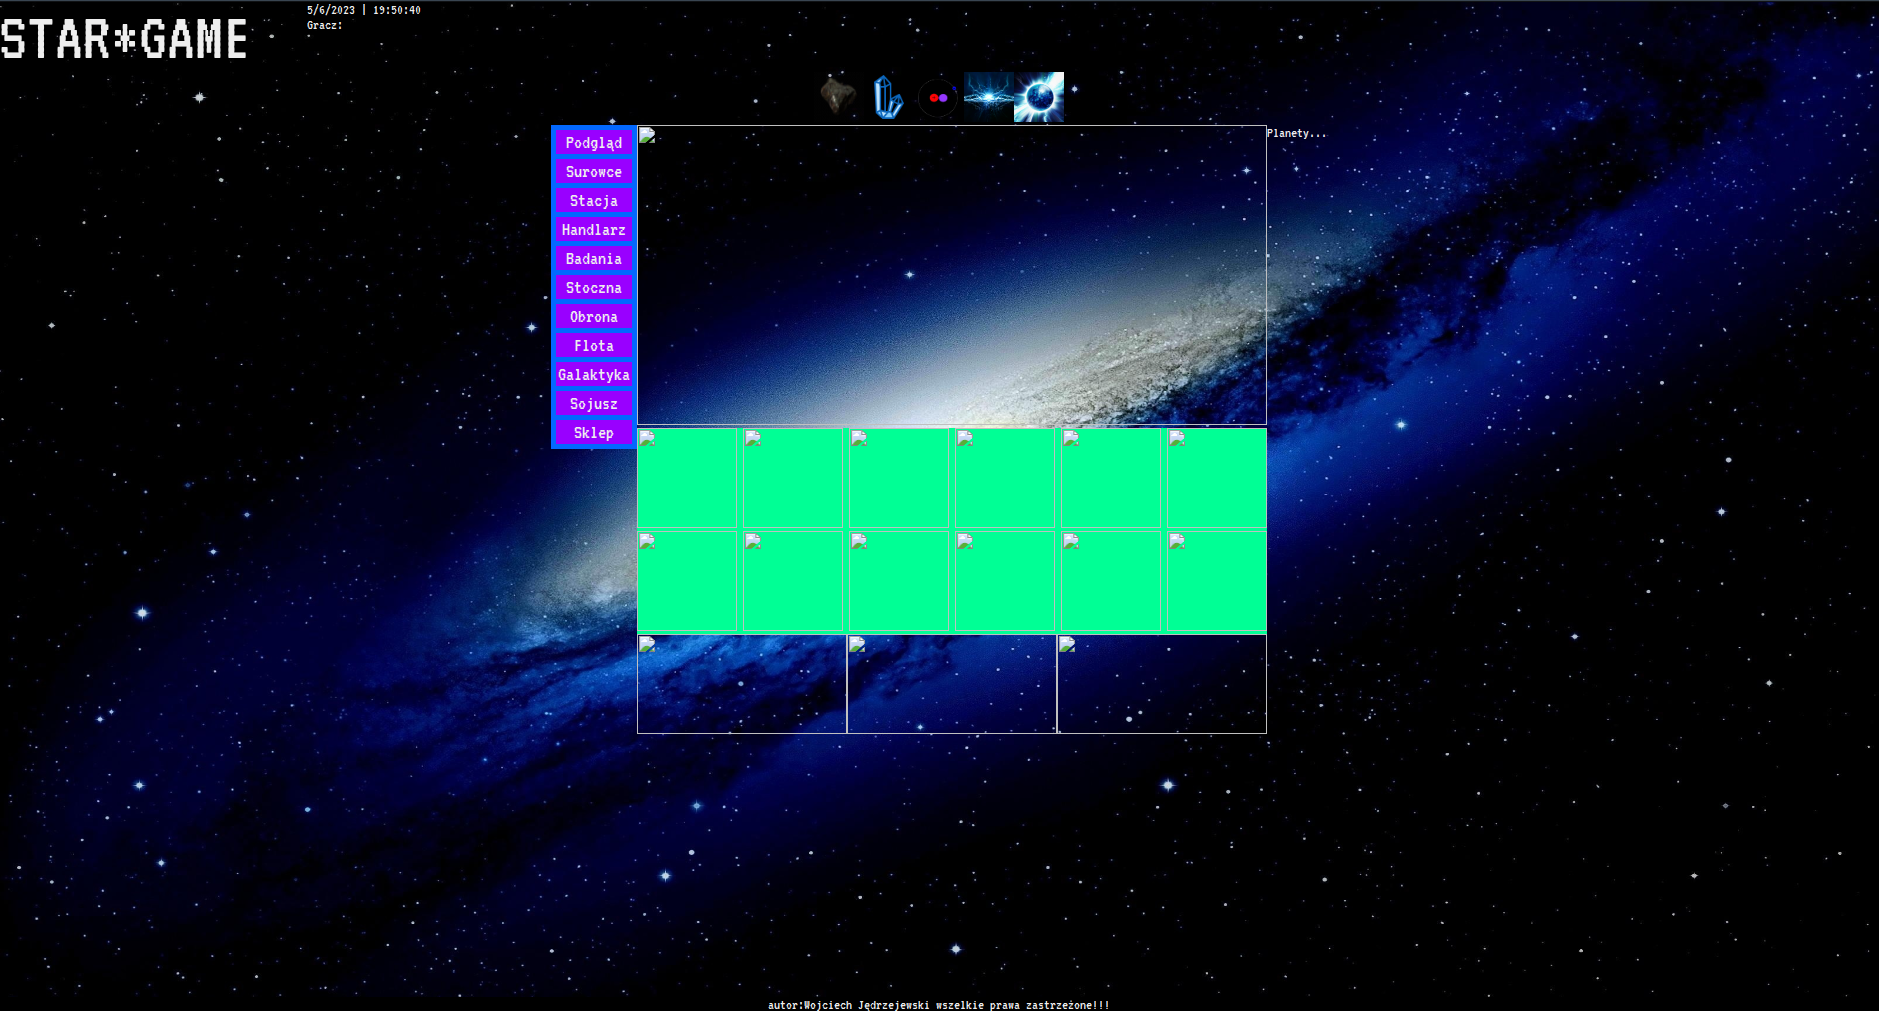 STAR*GAME
5/6/2023 | 19:50:40
Gracz:
Podgląd
Surowce
Stacja
Handlarz
Badania
Stoczna
Obrona
Flota
Galaktyka
Sojusz
Sklep
Planety...
autor:Wojciech Jędrzejewski wszelkie prawa zastrzeżone!!!